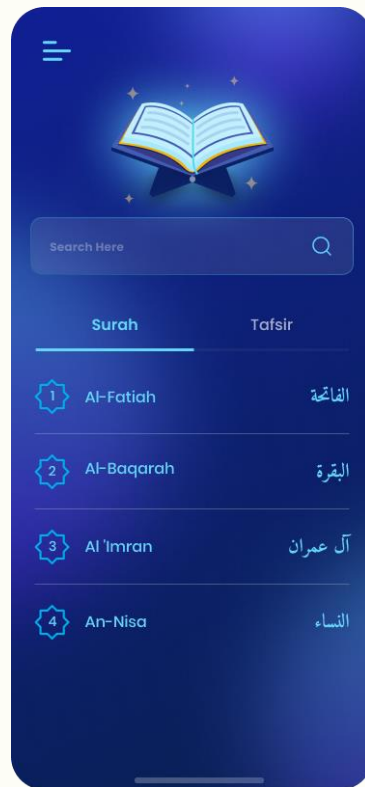 Search Here
Surah Tafsir
1 Al-Fatiah الفاتحة
2 Al-Baqarah البقرة
3 Al 'Imran آل عمران
4 An-Nisa النساء